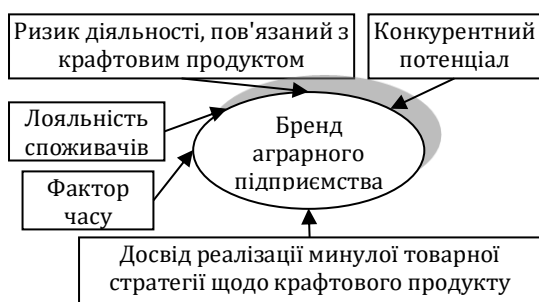 Ризик діяльності, пов'язаний з
крафтовим продуктом
Конкурентний
потенціал
Лояльність
споживачів
Бренд
аграрного
підприємства
Фактор
часу
Досвід реалізації минулої товарної
стратегії щодо крафтового продукту